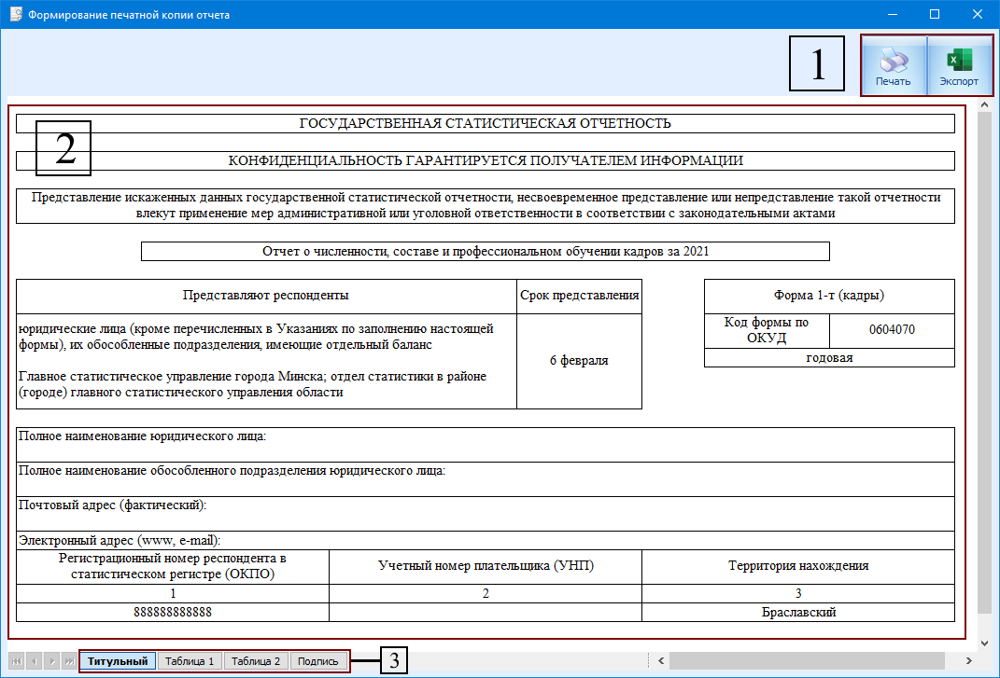 Формирование печатной копии отчета
1
Печать
Экспорт
ГОСУДАРСТВЕННАЯ СТАТИСТИЧЕСКАЯ ОТЧЕТНОСТЬ
2
КОНФИДЕНЦИАЛЬНОСТЬ ГАРАНТИРУЕТСЯ ПОЛУЧАТЕЛЕМ ИНФОРМАЦИИ
Представление искаженных данных государственной статистической отчетности, несвоевременное представление или непредставление такой отчетности
влекут применение мер административной или уголовной ответственности в соответствии с законодательными актами
Отчет о численности, составе и профессиональном обучении кадров за 2021
Представляют респонденты
Срок представления
юридические лица (кроме перечисленных в Указаниях по заполнению настоящей
формы), их обособленные подразделения, имеющие отдельный баланс
Главное статистическое управление города Минска; отдел статистики в районе
(городе) главного статистического управления области
6 февраля
Форма 1-т (кадры)
Код формы по
ОКУД
0604070
годовая
Полное наименование юридического лица:
Полное наименование обособленного подразделения юридического лица:
Почтовый адрес (фактический):
Электронный адрес (www, e-mail):
Регистрационный номер респондента в
статистическом регистре (ОКПО)
Учетный номер плательщика (УНП)
Территория нахождения
1
2
3
888888888888
Браславский
Титульный
Таблица 1
Таблица 2
Подпись
3